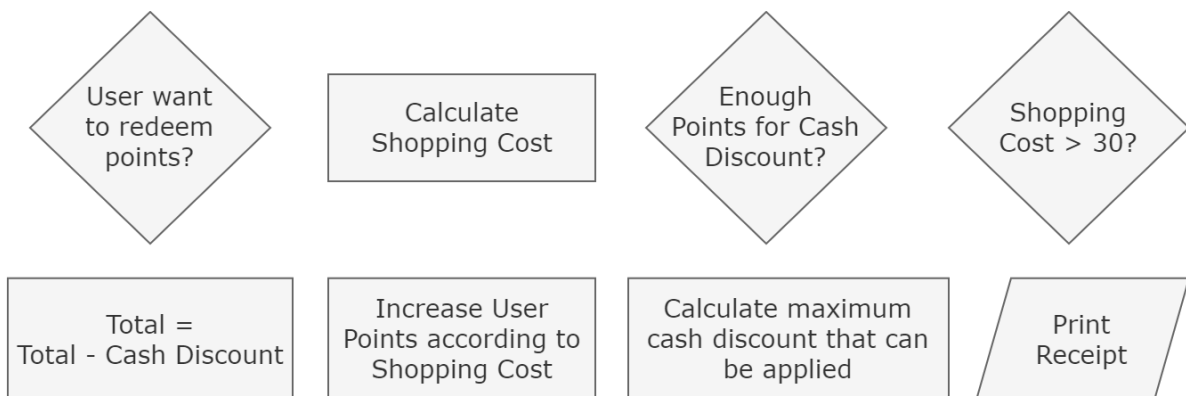 User want
to redeem
points?
Calculate
Shopping Cost
Enough
Points for Cash
Discount?
Shopping
Cost > 30?
Total =
Total - Cash Discount
Increase User
Points according to
Shopping Cost
Calculate maximum
cash discount that can
be applied
Print
Receipt